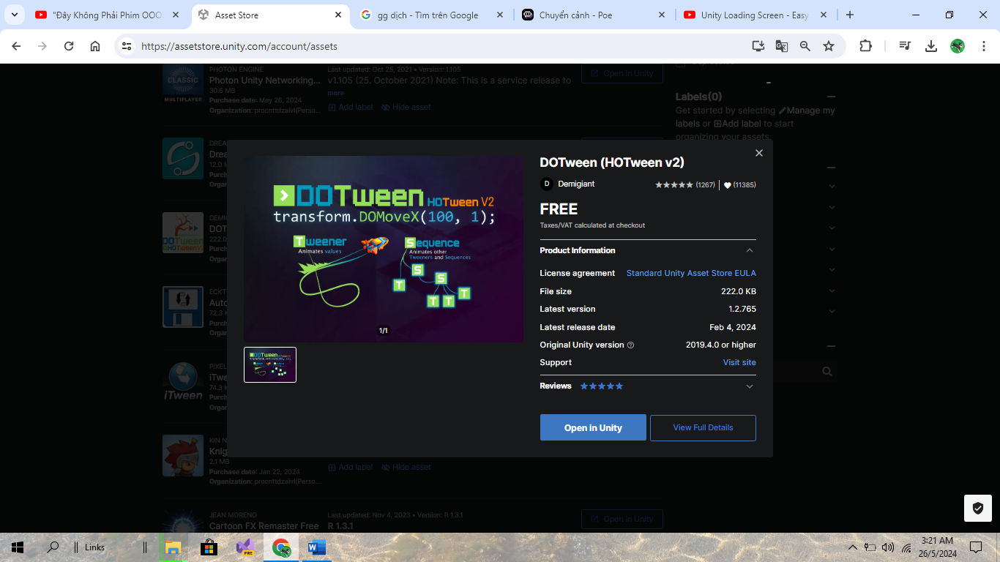 "Đây Không Phải Phim OOO
Asset Store
gg dịch - Tìm trên Google
Chuyển cảnh - Poe
Unity Loading Screen - Easy
https://assetstore.unity.com/account/assets
PHOTON ENGINE
Photon Unity Networking...
30.6 MB
Purchase date: May 26, 2024
Organization: procnttdzaivl(Perso...
CLASSIC
MULTIPLAYER
Last updated: Oct 25, 2021 • Version: 1.105
v1.105 (25. October 2021) Note: This is a service release to
more
Add label
Hide asset
Open in Unity
Labels(0)
Get started by selecting Manage my
labels or Add label to start
organizing your assets.
DREA
Drea
12.0 M
Purch
Organ
DEMIG
DOT
222.0
Purch
Organ
ECKT
Auto
72.3 K
Purch
Organ
PIXEL
iTwe
74.3 K
Purch
Organ
iTween
KIN N
Knig
2.1 MB
Purchase date: Jan 22, 2024
Organization: procnttdzaivl(Perso...
Add label
Hide asset
JEAN MORENO
Cartoon FX Remaster Free
Last updated: Nov 4, 2023 • Version: R 1.3.1
R 1.3.1
Open in Unity
DOTween HOTween V2
transform.DOMoveX(100, 1);
Tweener
Animates values
Sequence
Animates other
Tweeners and Sequences
S
S
T
T
T
T
1/1
DOTween (HOTween v2)
D
Demigiant
(1267)
(11385)
FREE
Taxes/VAT calculated at checkout
Product Information
License agreement
Standard Unity Asset Store EULA
File size
222.0 KB
Latest version
1.2.765
Latest release date
Feb 4, 2024
Original Unity version
2019.4.0 or higher
Support
Visit site
Reviews
Open in Unity
View Full Details
Links
PRE
3:21 AM
26/5/2024